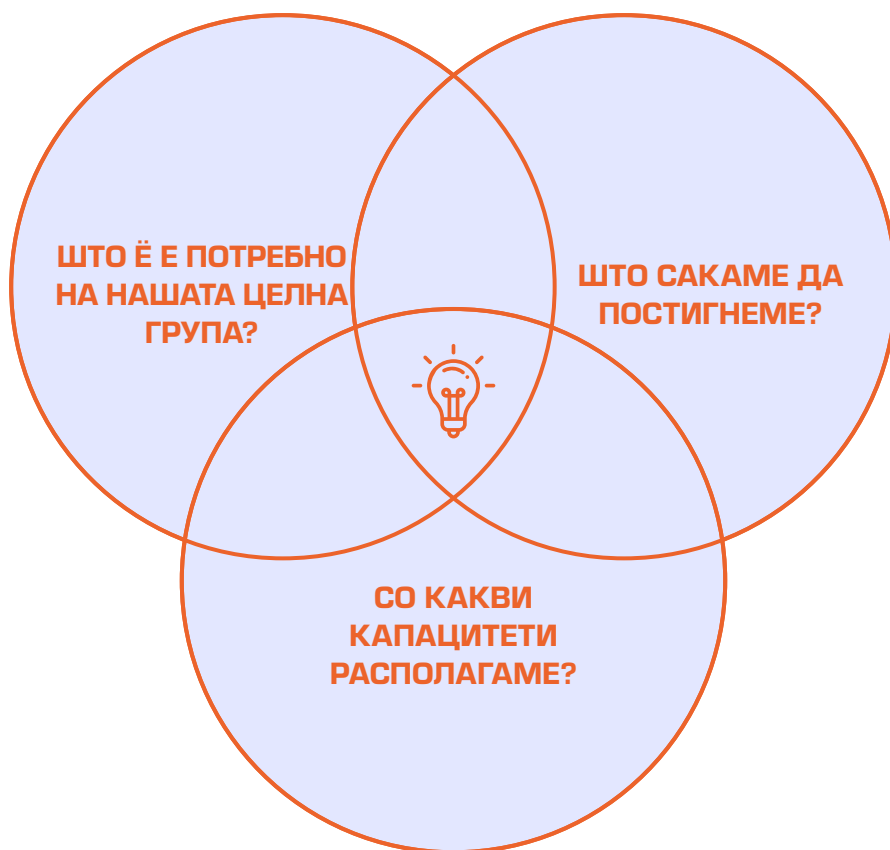 ШТО Ё Е ПОТРЕБНО
НА НАШАТА ЦЕЛНА
ГРУПА?
ШТО САКАМЕ ДА
ПОСТИГНЕМЕ?
СО КАКВИ
КАПАЦИТЕТИ
РАСПОЛАГАМЕ?